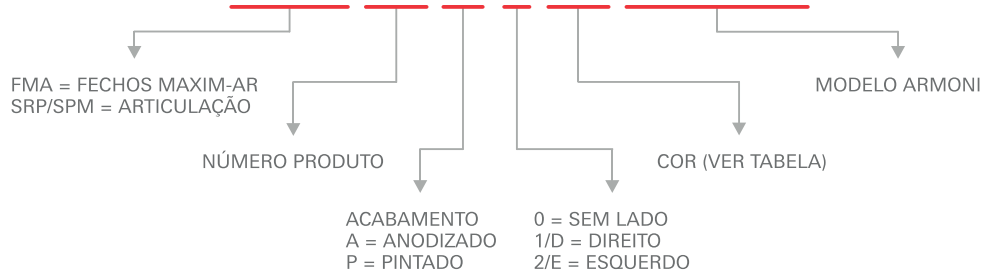 FMA = FECHOS MAXIM-AR
SRP/SPM = ARTICULAÇÃO
MODELO ARMONI
NÚMERO PRODUTO
COR (VER TABELA)
ACABAMENTO
A = ANODIZADO
P = PINTADO
0 = SEM LADO
1/D = DIREITO
2/E = ESQUERDO